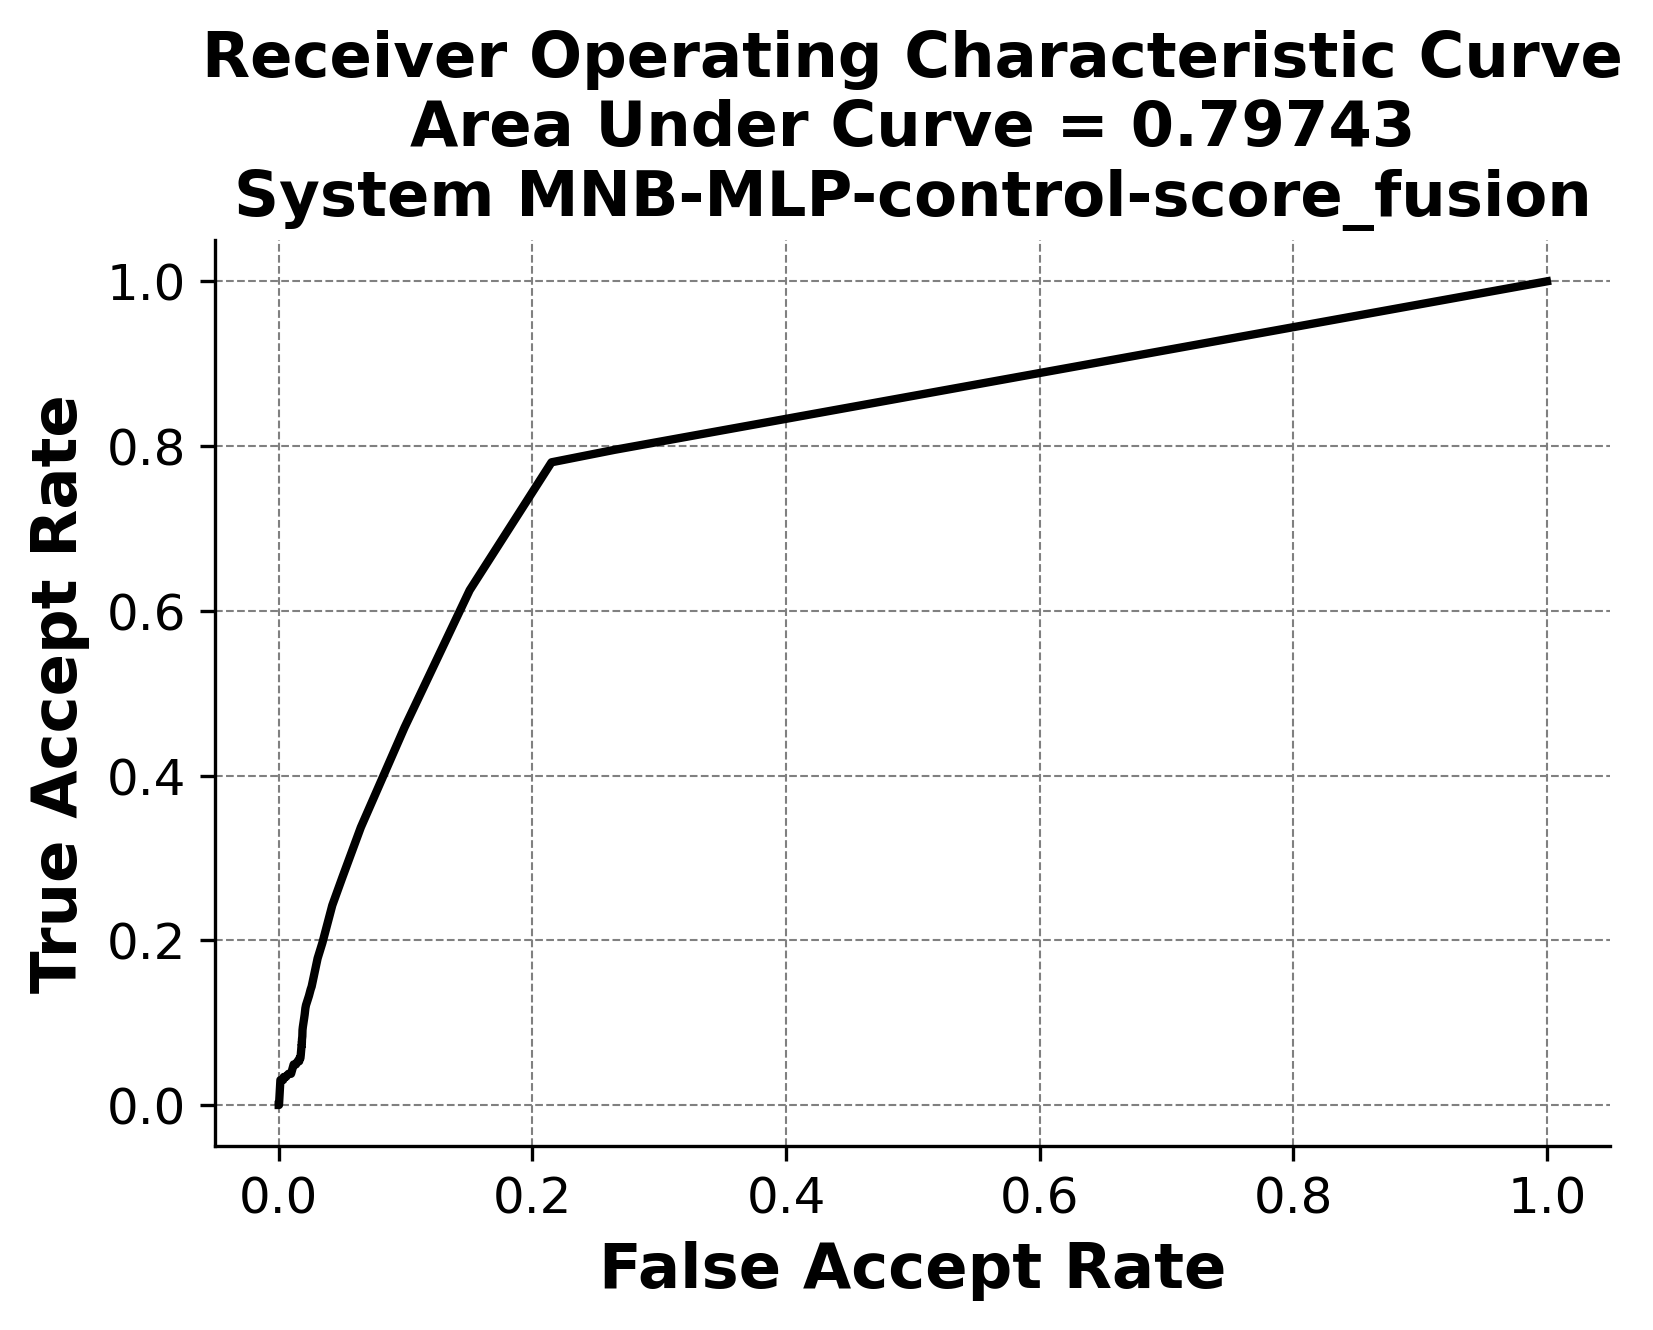 Receiver Operating Characteristic Curve
Area Under Curve = 0.79743
System MNB-MLP-control-score_fusion
1.0
0.8
0.6
0.4
0.2
0.0
True Accept Rate
0.0 0.2 0.4 0.6 0.8 1.0
False Accept Rate